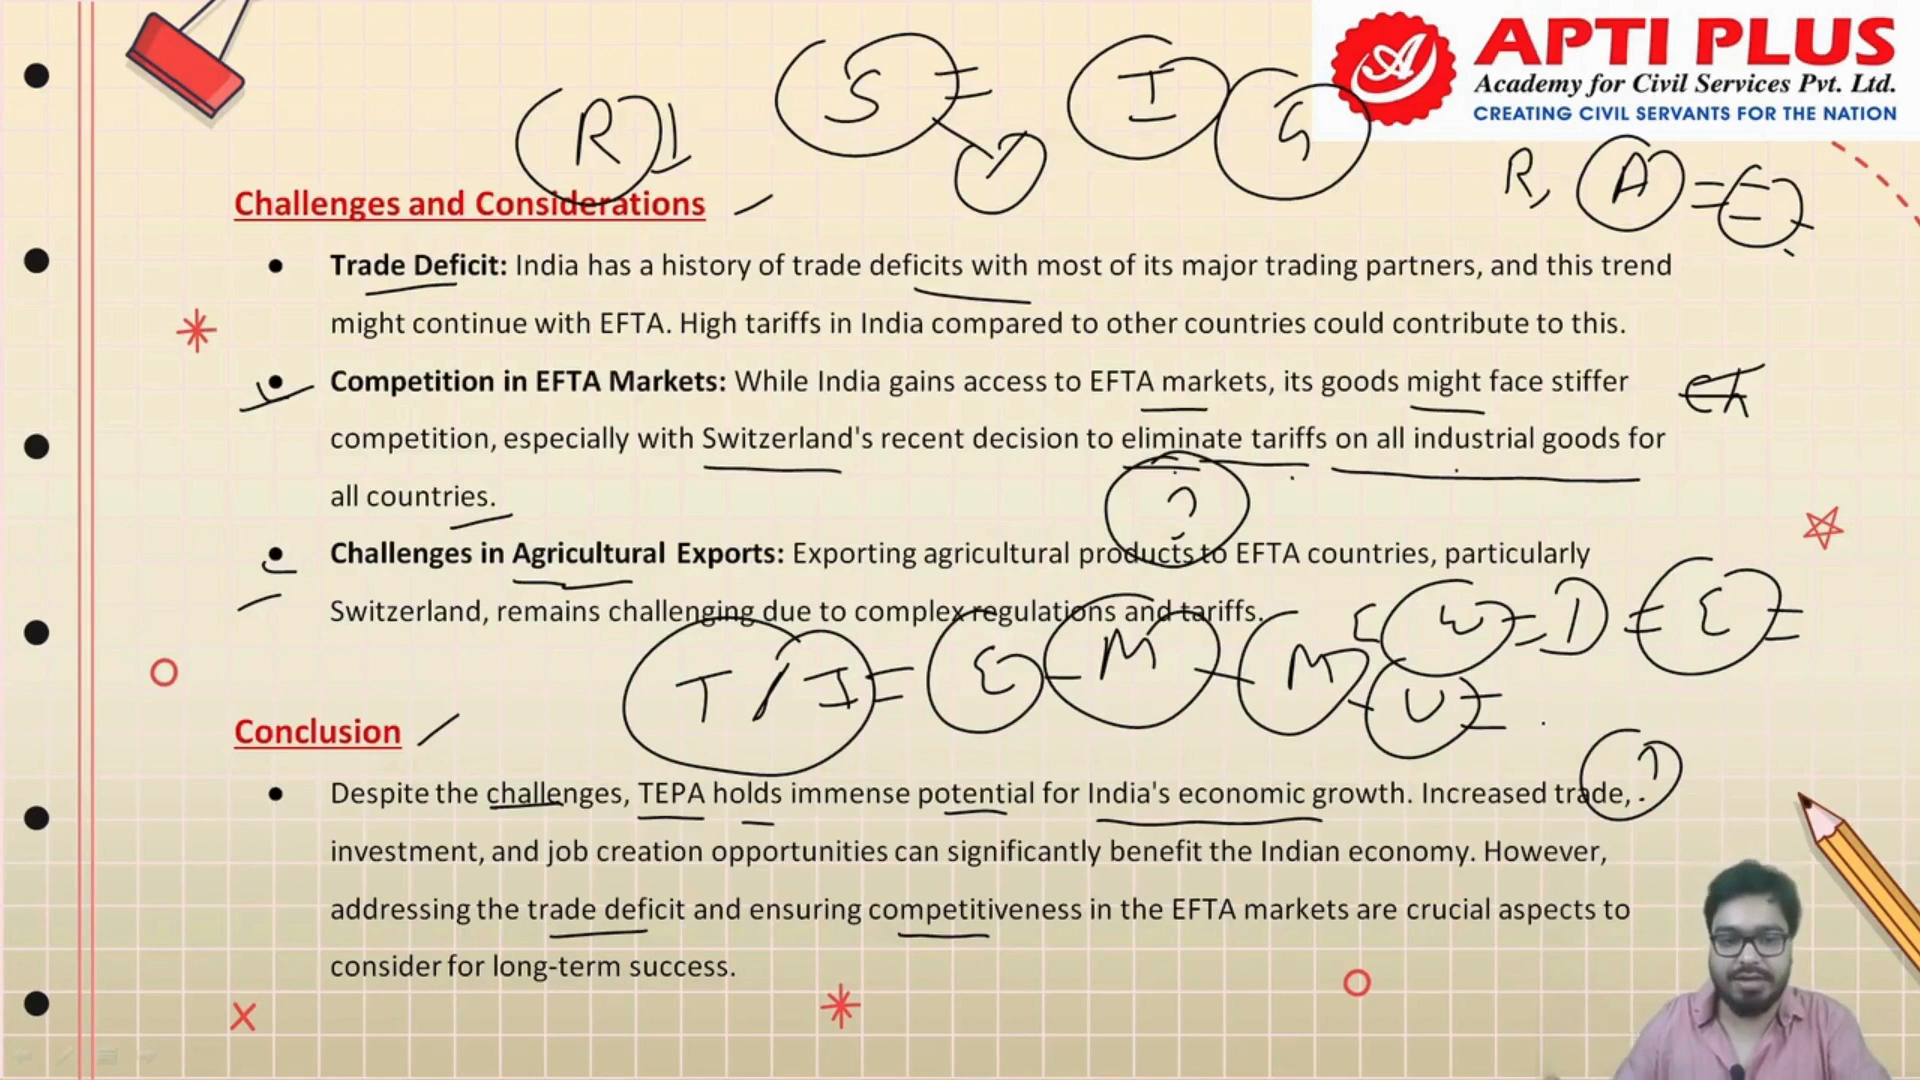 APTI PLUS
Academy for Civil Services Pvt. Ltd.
CREATING CIVIL SERVANTS FOR THE NATION
R S I G
R, A = E
Challenges and Considerations
• Trade Deficit: India has a history of trade deficits with most of its major trading partners, and this trend
might continue with EFTA. High tariffs in India compared to other countries could contribute to this.
• Competition in EFTA Markets: While India gains access to EFTA markets, its goods might face stiffer
competition, especially with Switzerland's recent decision to eliminate tariffs on all industrial goods for
all countries.
?
• Challenges in Agricultural Exports: Exporting agricultural products to EFTA countries, particularly
Switzerland, remains challenging due to complex regulations and tariffs.
T / I = E M M U =
Conclusion
• Despite the challenges, TEPA holds immense potential for India's economic growth. Increased trade,
investment, and job creation opportunities can significantly benefit the Indian economy. However,
addressing the trade deficit and ensuring competitiveness in the EFTA markets are crucial aspects to
consider for long-term success.